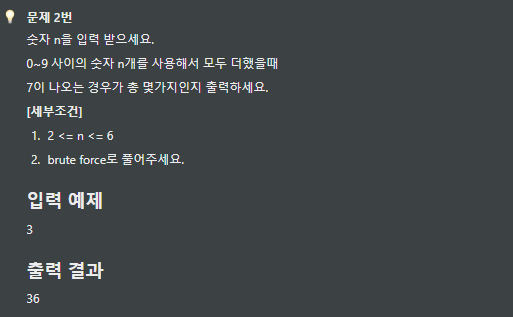 문제 2번
숫자 n을 입력 받으세요.
0~9 사이의 숫자 n개를 사용해서 모두 더했을때
7이 나오는 경우가 총 몇가지인지 출력하세요.
[세부조건]
1. 2 <= n <= 6
2. brute force로 풀어주세요.
입력 예제
3
출력 결과
36